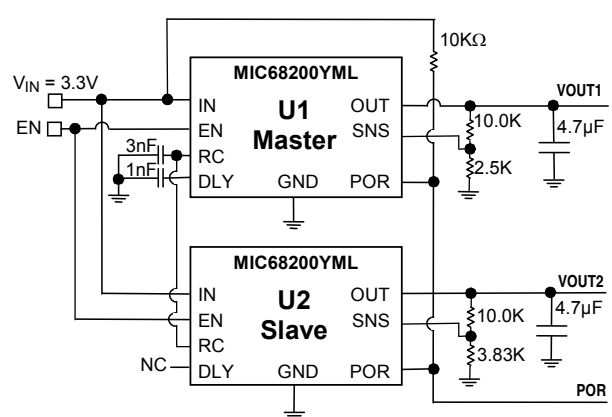 10KΩ
VIN = 3.3V
EN
3nF
1nF
MIC68200YML
IN
EN
RC
DLY
U1
Master
GND
OUT
SNS
POR
VOUT1
10.0K
2.5K
4.7µF
MIC68200YML
IN
EN
RC
NC
DLY
U2
Slave
GND
OUT
SNS
POR
VOUT2
10.0K
3.83K
4.7µF
POR